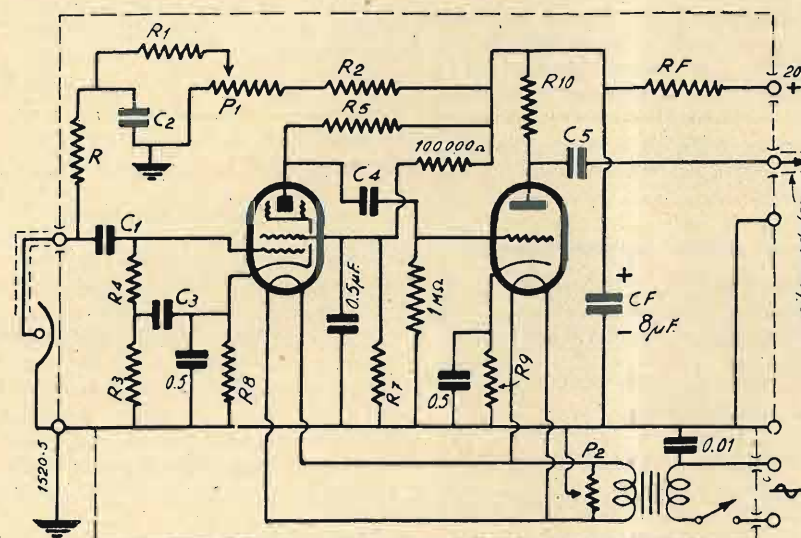 R1
RF
20
+
R2
P1
R10
C2
R5
C5
100000Ω
R
C4
C1
R4
C3
0.5μF.
1MΩ
+
CF
8μF.
-
R3
0.5
R8
R7
0.5
R9
1520-5
P2
0.01